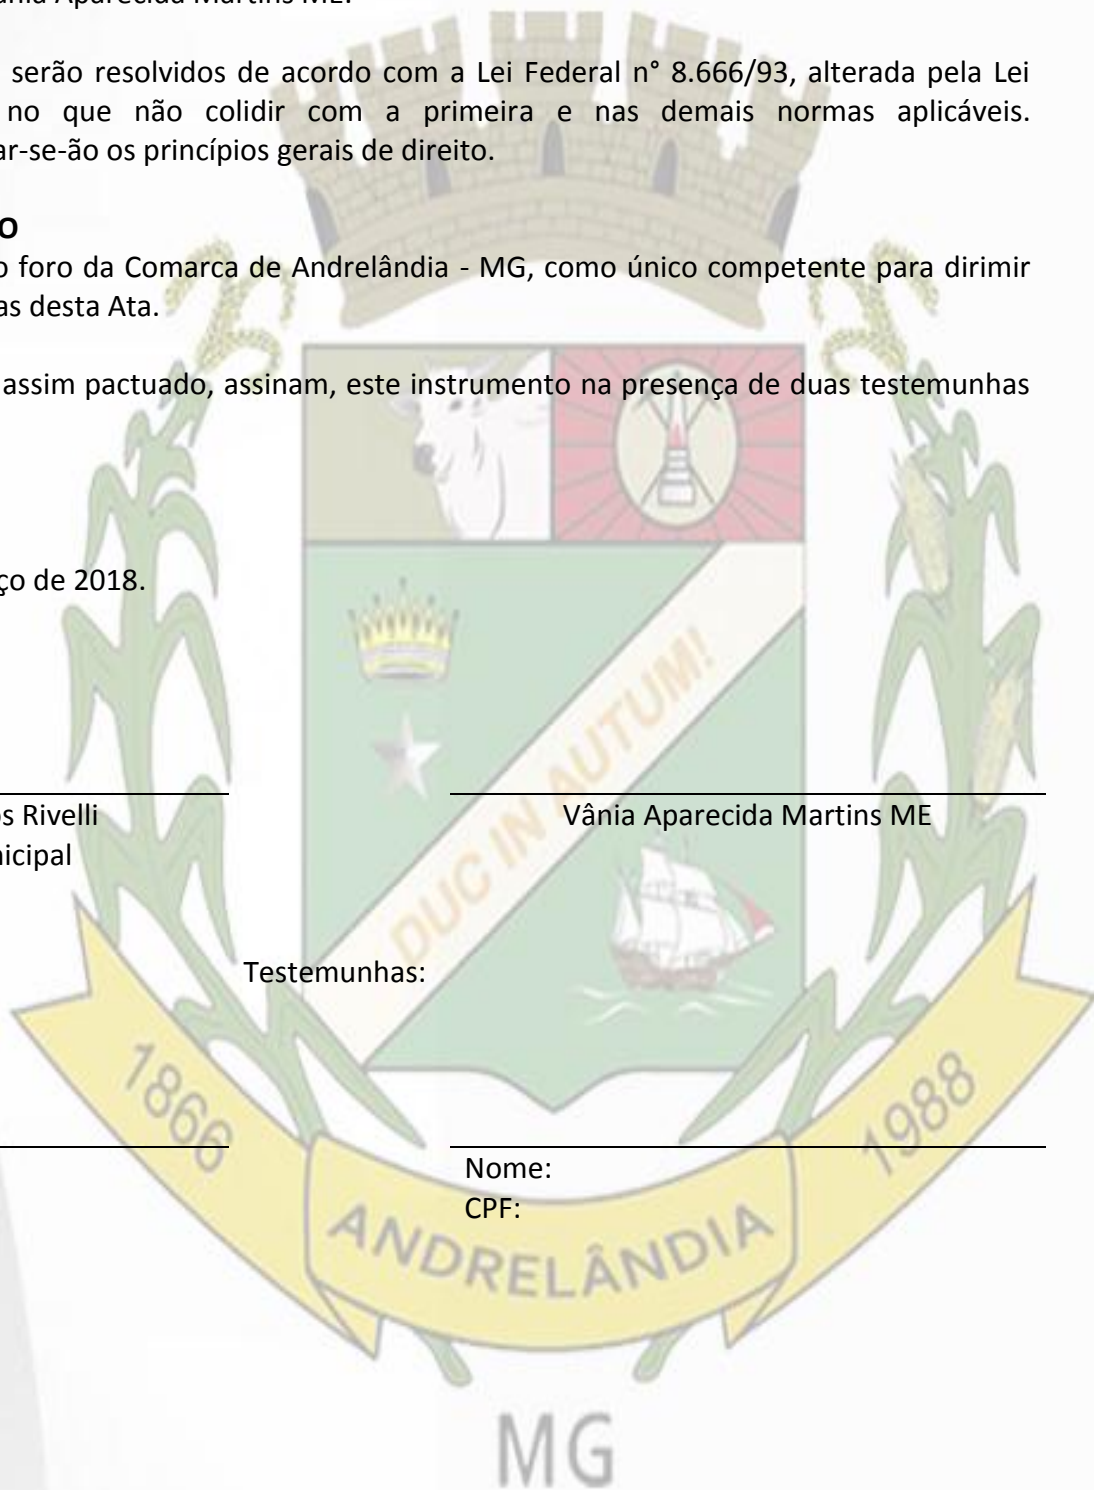 ânia Aparecida Martins ME.
serão resolvidos de acordo com a Lei Federal n° 8.666/93, alterada pela Lei
no que não colidir com a primeira e nas demais normas aplicáveis.
ar-se-ão os princípios gerais de direito.
O
o foro da Comarca de Andrelândia - MG, como único competente para dirimir
as desta Ata.
assim pactuado, assinam, este instrumento na presença de duas testemunhas
ço de 2018.
os Rivelli
Vânia Aparecida Martins ME
nicipal
DUC IN AUTUM!
Testemunhas:
1866
1988
Nome:
CPF:
ANDRELÂNDIA
MG